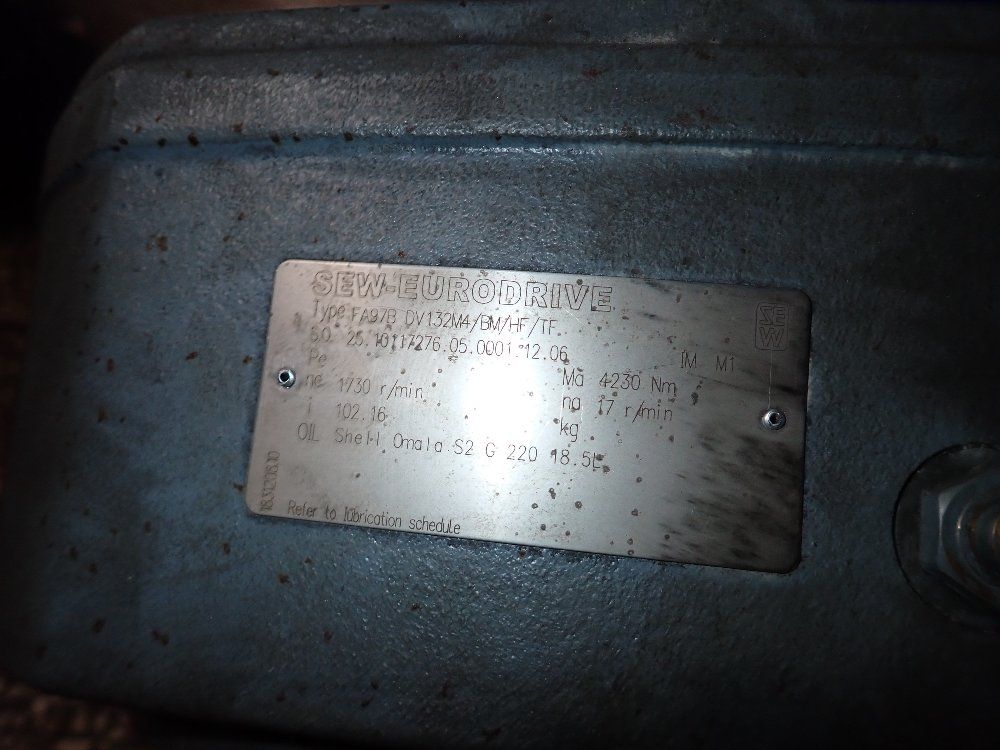 SEW-EURODRIVE
SEW
Type FA97B DV132M4/BM/HF/TF
S.O. 25.10117276.05.0001.12.06
IM M1
Pe
Ma 4230 Nm
ne 1730 r/min
na 17 r/min
i 102.16
kg
OIL Shell Omala S2 G 220 18.5L
Refer to lubrication schedule